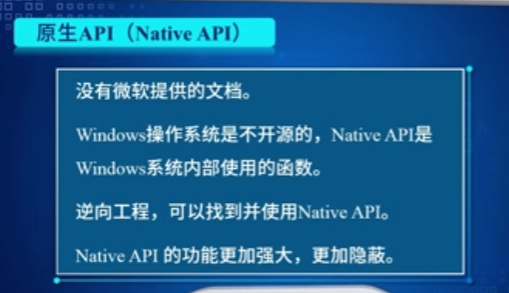 原生API（Native API）
没有微软提供的文档。
Windows操作系统是不开源的，Native API是
Windows系统内部使用的函数。
逆向工程，可以找到并使用Native API。
Native API 的功能更加强大，更加隐蔽。